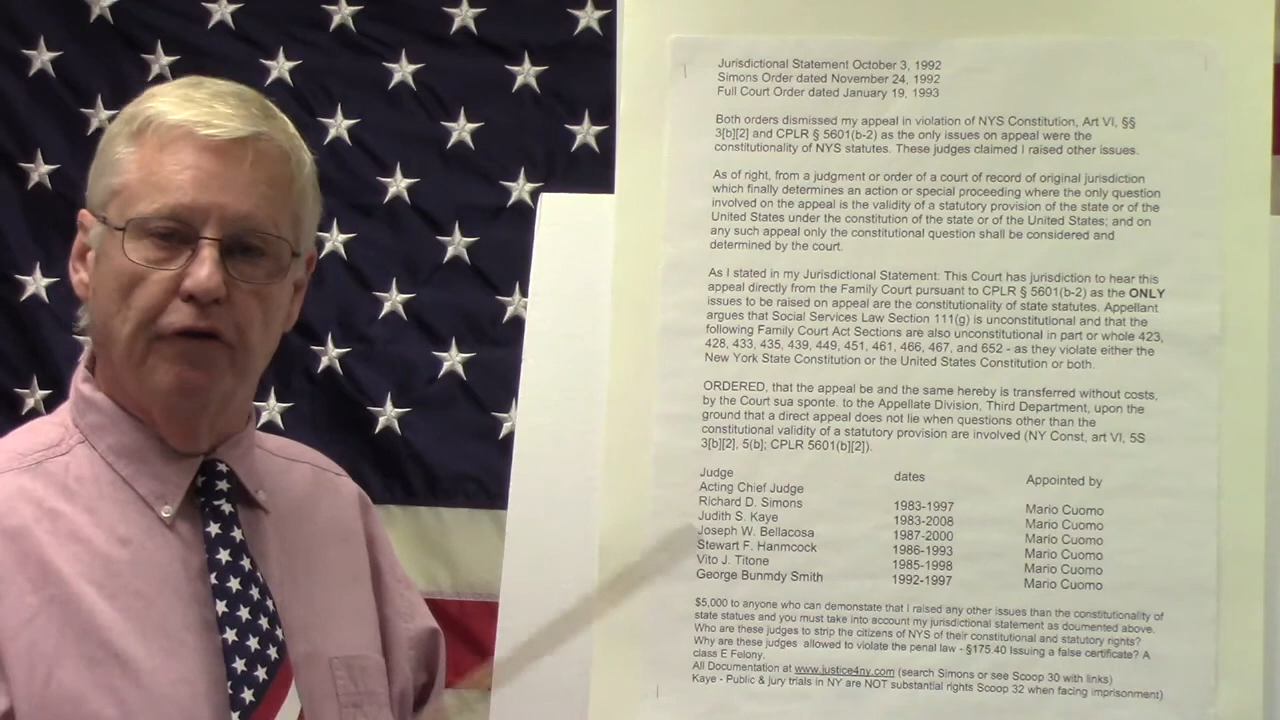 Jurisdictional Statement October 3, 1992
Simons Order dated November 24, 1992
Full Court Order dated January 19, 1993
Both orders dismissed my appeal in violation of NYS Constitution, Art VI, §§
3[b][2] and CPLR § 5601(b-2) as the only issues on appeal were the
constitutionality of NYS statutes. These judges claimed I raised other issues.
As of right, from a judgment or order of a court of record of original jurisdiction
which finally determines an action or special proceeding where the only question
involved on the appeal is the validity of a statutory provision of the state or of the
United States under the constitution of the state or of the United States; and on
any such appeal only the constitutional question shall be considered and
determined by the court.
As I stated in my Jurisdictional Statement: This Court has jurisdiction to hear this
appeal directly from the Family Court pursuant to CPLR § 5601(b-2) as the ONLY
issues to be raised on appeal are the constitutionality of state statutes. Appellant
argues that Social Services Law Section 111(g) is unconstitutional and that the
following Family Court Act Sections are also unconstitutional in part or whole 423,
428, 433, 435, 439, 449, 451, 461, 466, 467, and 652 - as they violate either the
New York State Constitution or the United States Constitution or both.
ORDERED, that the appeal be and the same hereby is transferred without costs,
by the Court sua sponte. to the Appellate Division, Third Department, upon the
ground that a direct appeal does not lie when questions other than the
constitutional validity of a statutory provision are involved (NY Const, art VI, 5S
3[b][2], 5(b]; CPLR 5601(b][2]).
Judge dates Appointed by
Acting Chief Judge
Richard D. Simons 1983-1997 Mario Cuomo
Judith S. Kaye 1983-2008 Mario Cuomo
Joseph W. Bellacosa 1987-2000 Mario Cuomo
Stewart F. Hanmcock 1986-1993 Mario Cuomo
Vito J. Titone 1985-1998 Mario Cuomo
George Bunmdy Smith 1992-1997 Mario Cuomo
$5,000 to anyone who can demonstate that I raised any other issues than the constitutionality of
state statues and you must take into account my jurisdictional statement as doumented above.
Who are these judges to strip the citizens of NYS of their constitutional and statutory rights?
Why are these judges allowed to violate the penal law - §175.40 Issuing a false certificate? A
class E Felony.
All Documentation at www.justice4ny.com (search Simons or see Scoop 30 with links)
Kaye - Public & jury trials in NY are NOT substantial rights Scoop 32 when facing imprisonment)